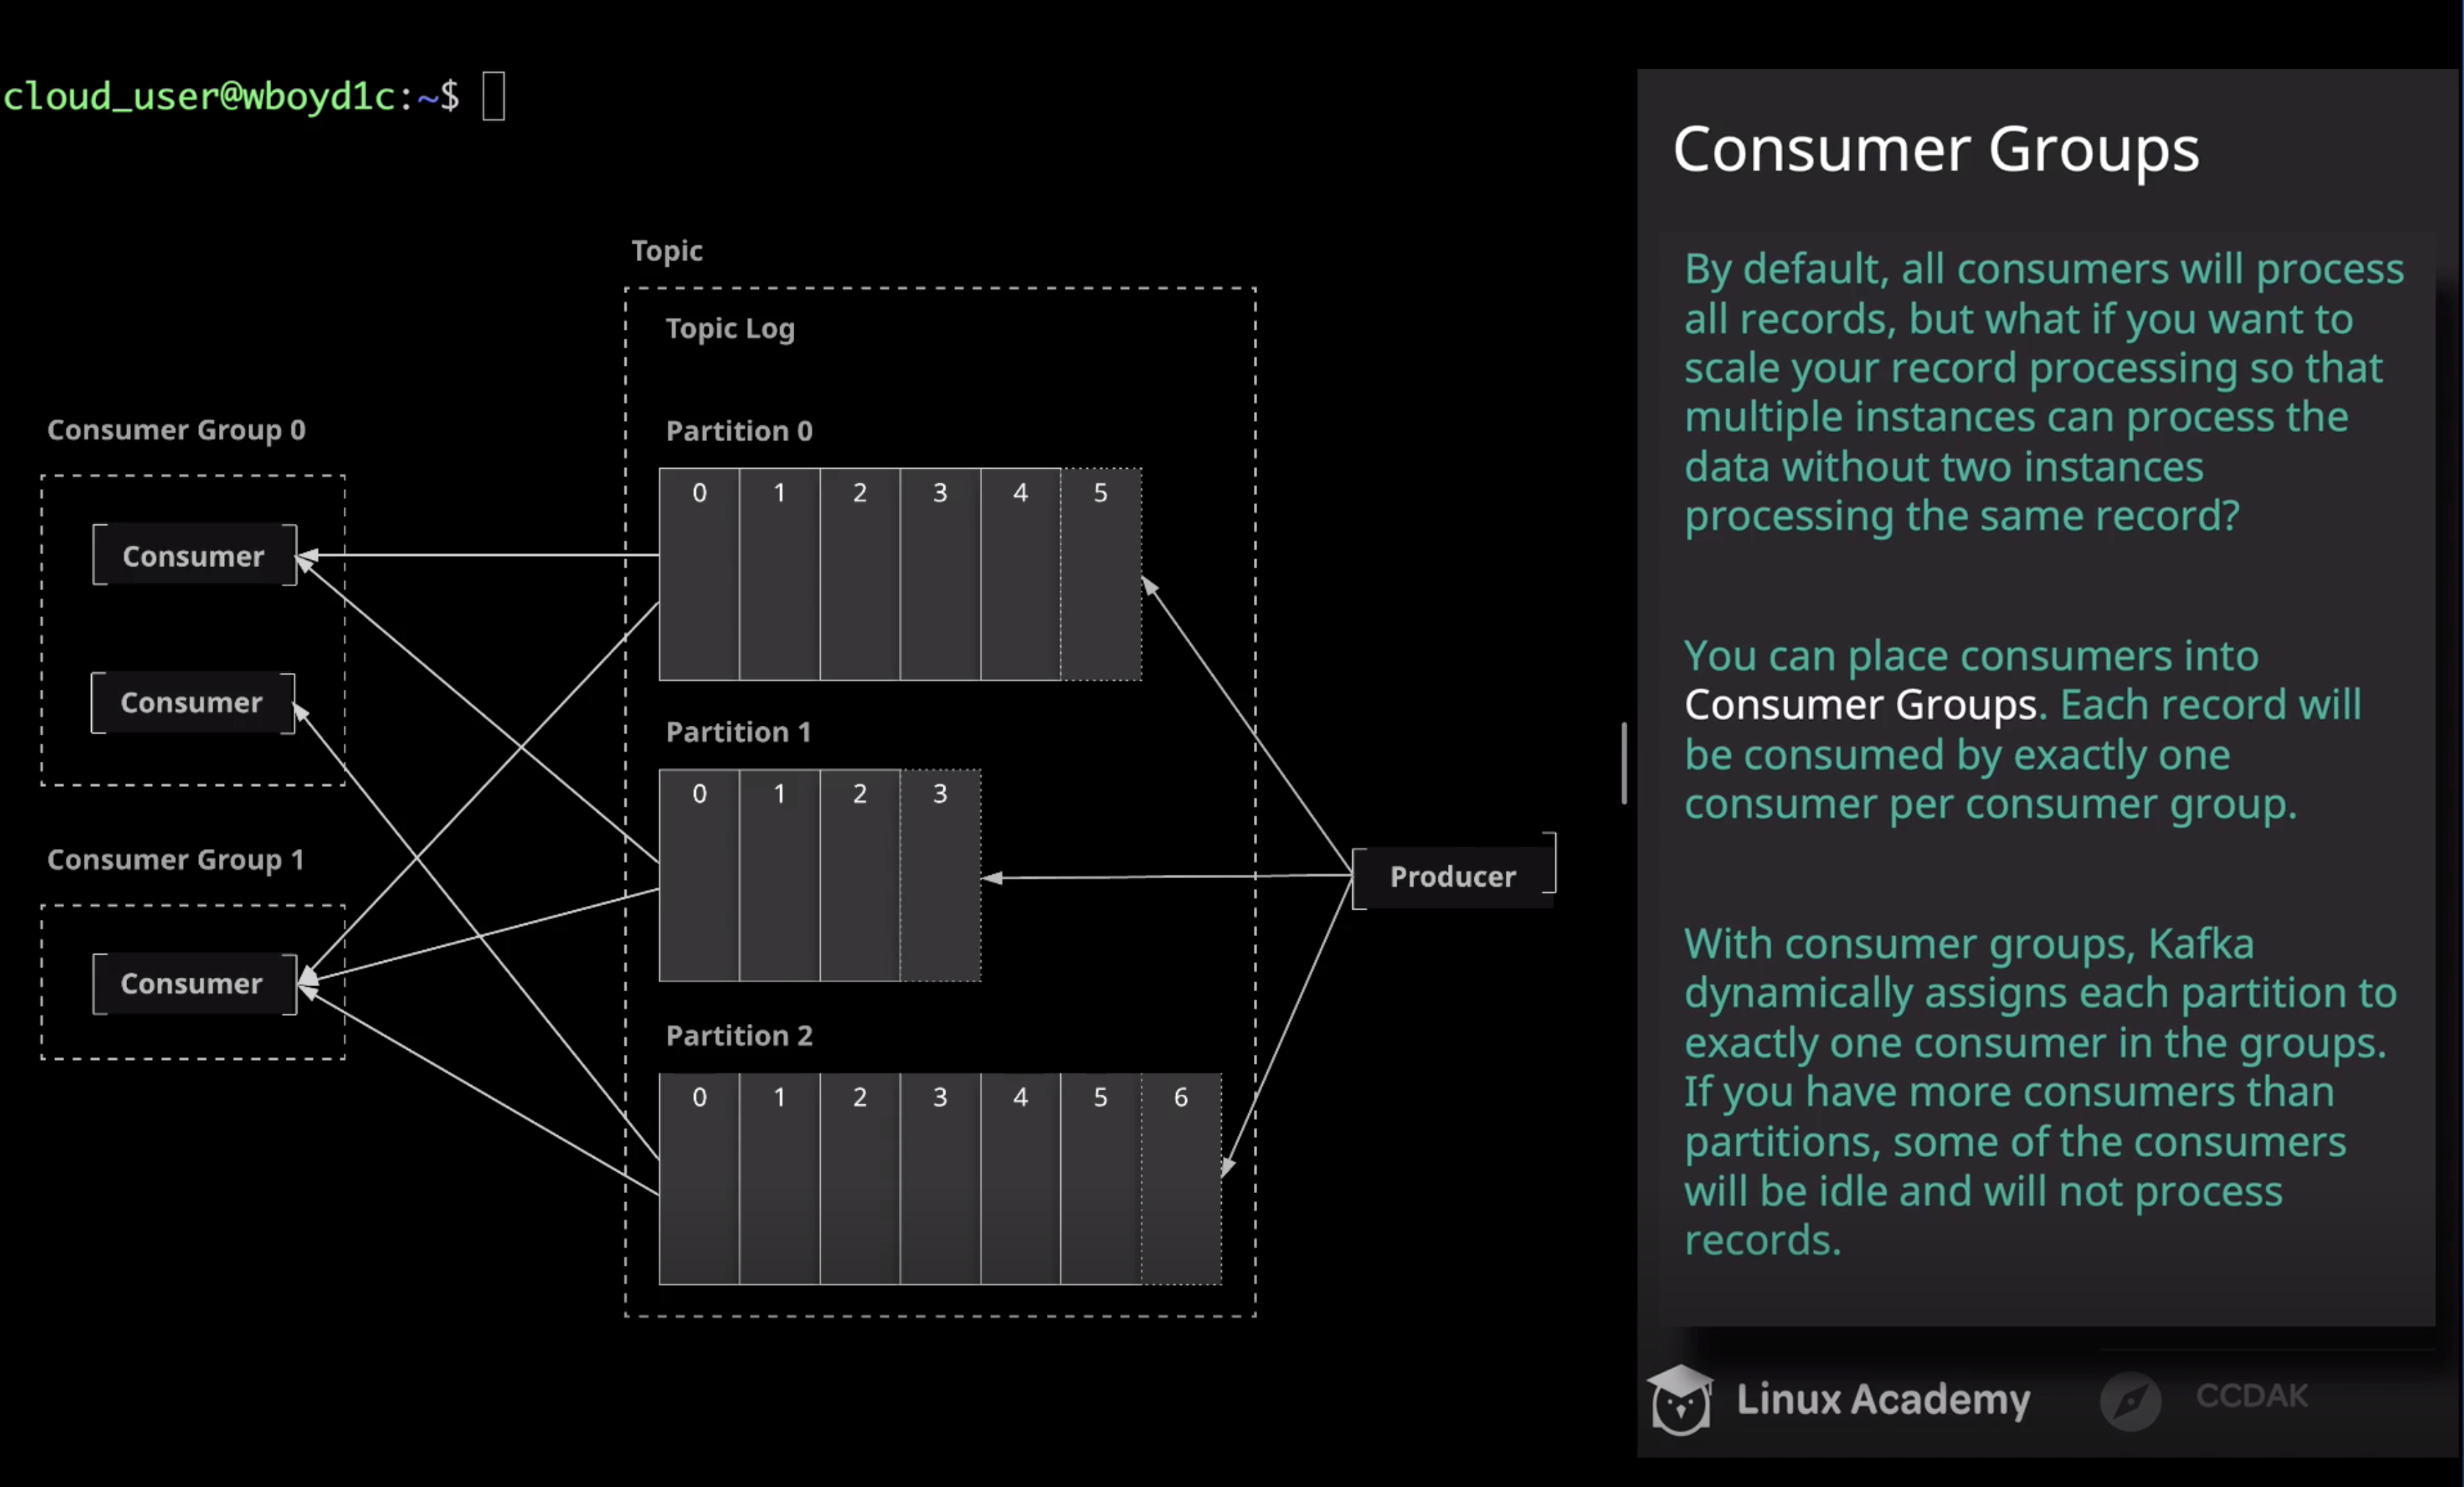 cloud_user@wboyd1c:~$
Topic
Topic Log
Partition 0
0 1 2 3 4 5
Partition 1
0 1 2 3
Partition 2
0 1 2 3 4 5 6
Consumer Group 0
Consumer
Consumer
Consumer Group 1
Consumer
Producer
Consumer Groups
By default, all consumers will process
all records, but what if you want to
scale your record processing so that
multiple instances can process the
data without two instances
processing the same record?
You can place consumers into
Consumer Groups. Each record will
be consumed by exactly one
consumer per consumer group.
With consumer groups, Kafka
dynamically assigns each partition to
exactly one consumer in the groups.
If you have more consumers than
partitions, some of the consumers
will be idle and will not process
records.
Linux Academy
CCDAK